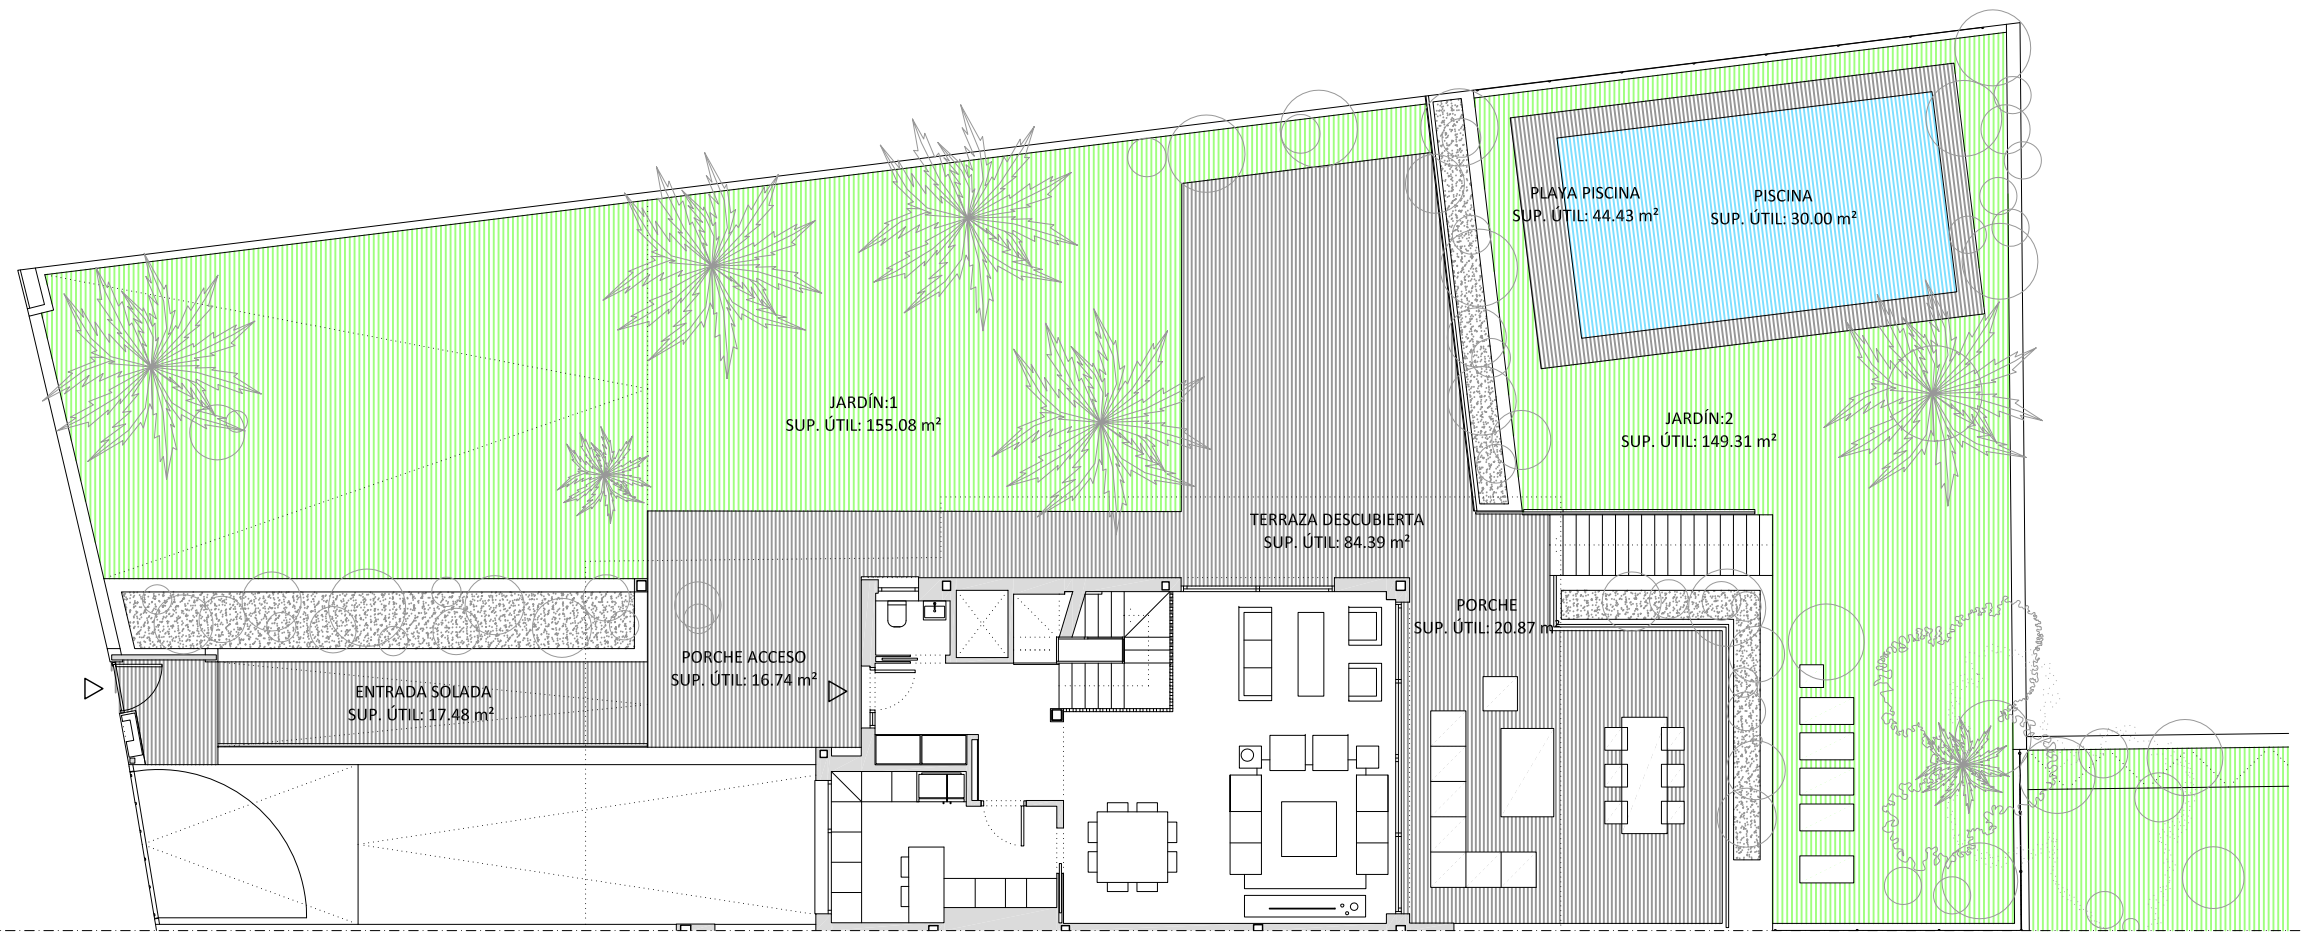 PLAYA PISCINA
SUP. ÚTIL: 44.43 m²
PISCINA
SUP. ÚTIL: 30.00 m²
JARDÍN:1
SUP. ÚTIL: 155.08 m²
JARDÍN:2
SUP. ÚTIL: 149.31 m²
TERRAZA DESCUBIERTA
SUP. ÚTIL: 84.39 m²
PORCHE
SUP. ÚTIL: 20.87 m²
PORCHE ACCESO
SUP. ÚTIL: 16.74 m²
ENTRADA SOLADA
SUP. ÚTIL: 17.48 m²